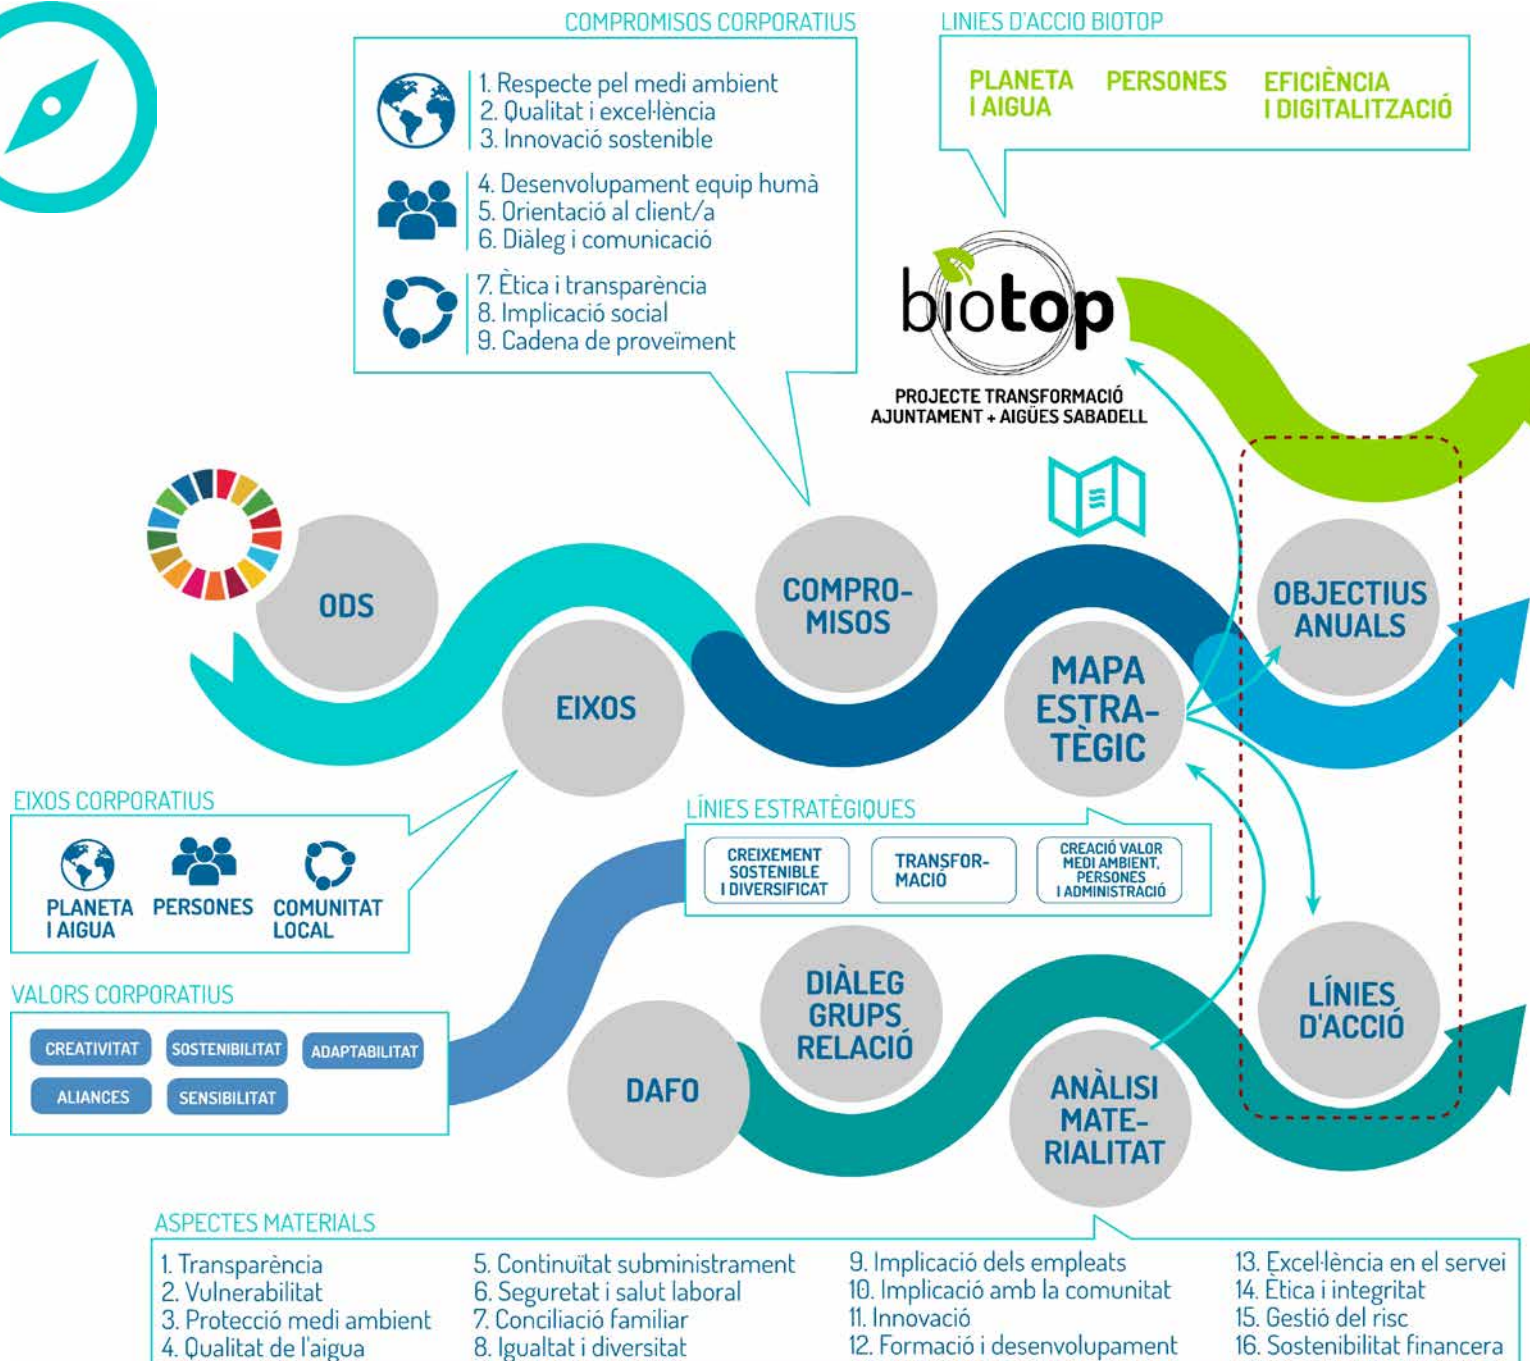 COMPROMISOS CORPORATIUS
1. Respecte pel medi ambient
2. Qualitat i excel·lència
3. Innovació sostenible
4. Desenvolupament equip humà
5. Orientació al client/a
6. Diàleg i comunicació
7. Ètica i transparència
8. Implicació social
9. Cadena de proveïment
LÍNIES D'ACCIO BIOTOP
PLANETA
I AIGUA
PERSONES
EFICIÈNCIA
I DIGITALITZACIÓ
biotop
PROJECTE TRANSFORMACIÓ
AJUNTAMENT + AIGÜES SABADELL
ODS
EIXOS
COMPRO-
MISOS
MAPA
ESTRA-
TÈGIC
OBJECTIUS
ANUALS
EIXOS CORPORATIUS
PLANETA
I AIGUA
PERSONES
COMUNITAT
LOCAL
LÍNIES ESTRATÈGIQUES
CREIXEMENT
SOSTENIBLE
I DIVERSIFICAT
TRANSFOR-
MACIÓ
CREACIÓ VALOR
MEDI AMBIENT,
PERSONES
I ADMINISTRACIÓ
VALORS CORPORATIUS
CREATIVITAT
SOSTENIBILITAT
ADAPTABILITAT
ALIANCES
SENSIBILITAT
DAFO
DIÀLEG
GRUPS
RELACIÓ
ANÀLISI
MATE-
RIALITAT
LÍNIES
D'ACCIÓ
ASPECTES MATERIALS
1. Transparència
2. Vulnerabilitat
3. Protecció medi ambient
4. Qualitat de l'aigua
5. Continuïtat subministrament
6. Seguretat i salut laboral
7. Conciliació familiar
8. Igualtat i diversitat
9. Implicació dels empleats
10. Implicació amb la comunitat
11. Innovació
12. Formació i desenvolupament
13. Excel·lència en el servei
14. Ètica i integritat
15. Gestió del risc
16. Sostenibilitat financera